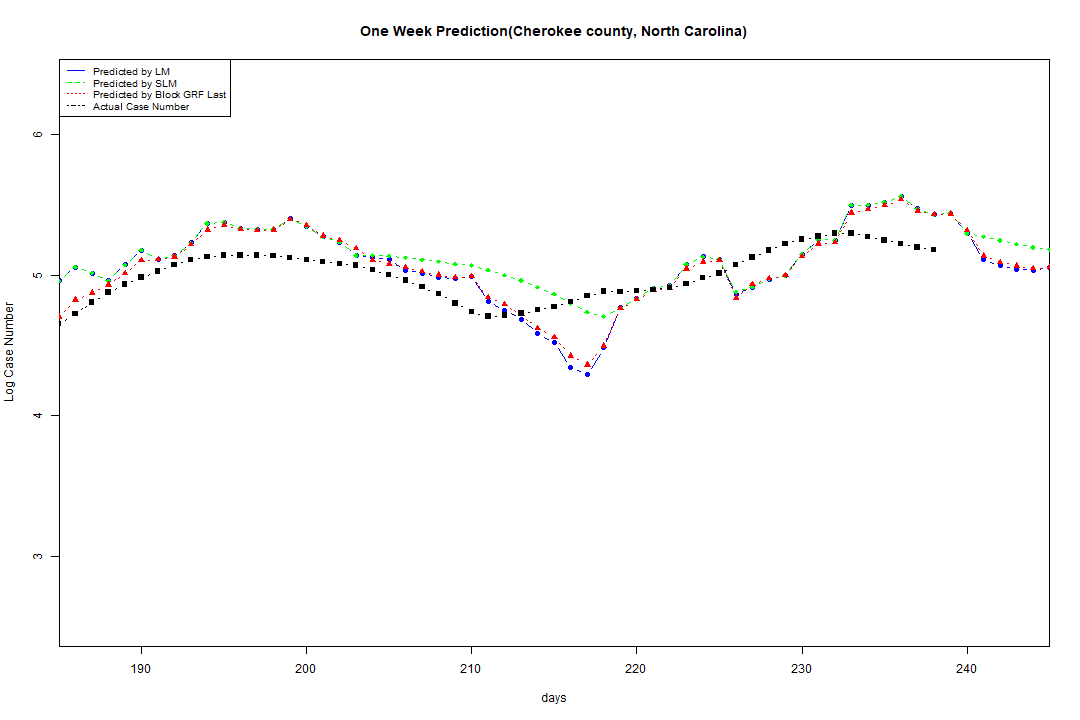 One Week Prediction(Cherokee county, North Carolina)
Predicted by LM
Predicted by SLM
Predicted by Block GRF Last
Actual Case Number
6
5
4
3
Log Case Number
190 200 210 220 230 240
days